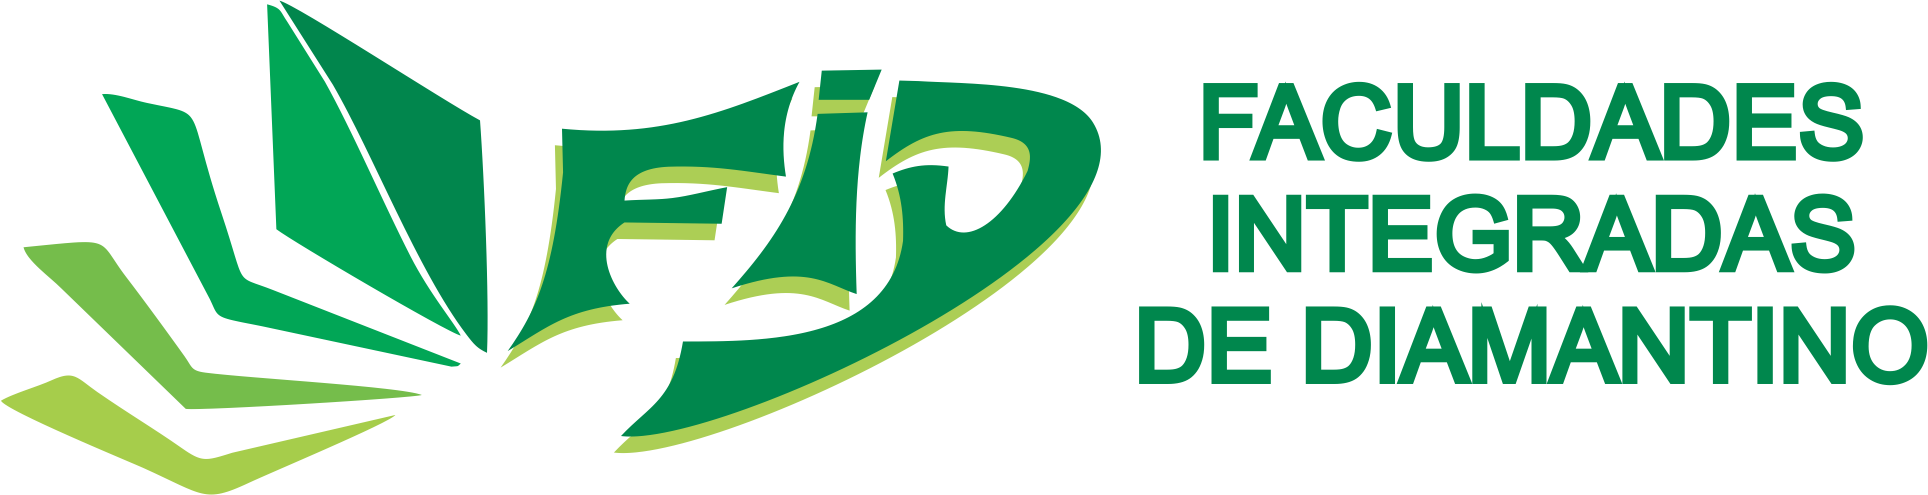 FID
FACULDADES
INTEGRADAS
DE DIAMANTINO